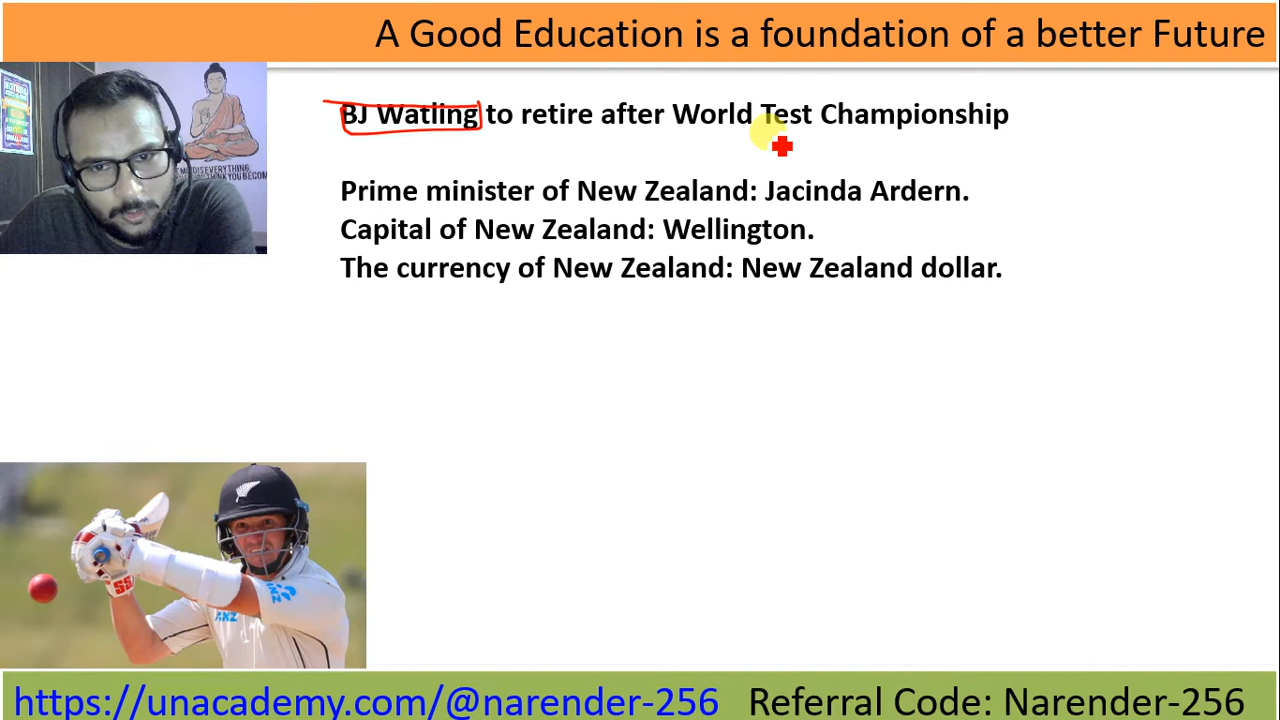 A Good Education is a foundation of a better Future
BJ Watling to retire after World Test Championship
Prime minister of New Zealand: Jacinda Ardern.
Capital of New Zealand: Wellington.
The currency of New Zealand: New Zealand dollar.
ANZ
SS
https://unacademy.com/@narender-256 Referral Code: Narender-256